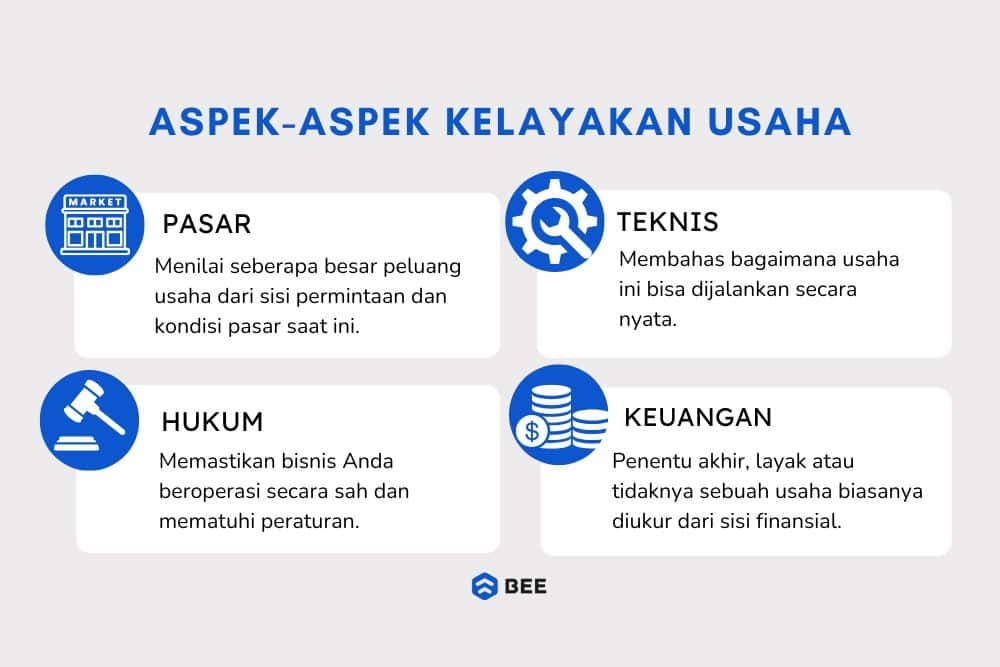 ASPEK-ASPEK KELAYAKAN USAHA
MARKET
PASAR
Menilai seberapa besar peluang
usaha dari sisi permintaan dan
kondisi pasar saat ini.
TEKNIS
Membahas bagaimana usaha
ini bisa dijalankan secara
nyata.
HUKUM
Memastikan bisnis Anda
beroperasi secara sah dan
mematuhi peraturan.
$
KEUANGAN
Penentu akhir, layak atau
tidaknya sebuah usaha biasanya
diukur dari sisi finansial.
BEE